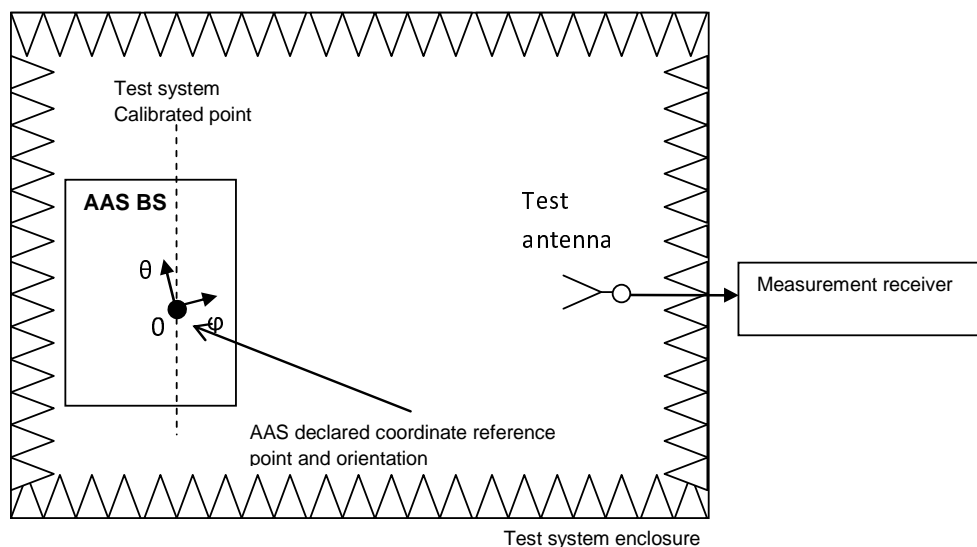 Test system
Calibrated point
AAS BS
Test
antenna
Measurement receiver
θ
0
φ
AAS declared coordinate reference
point and orientation
Test system enclosure